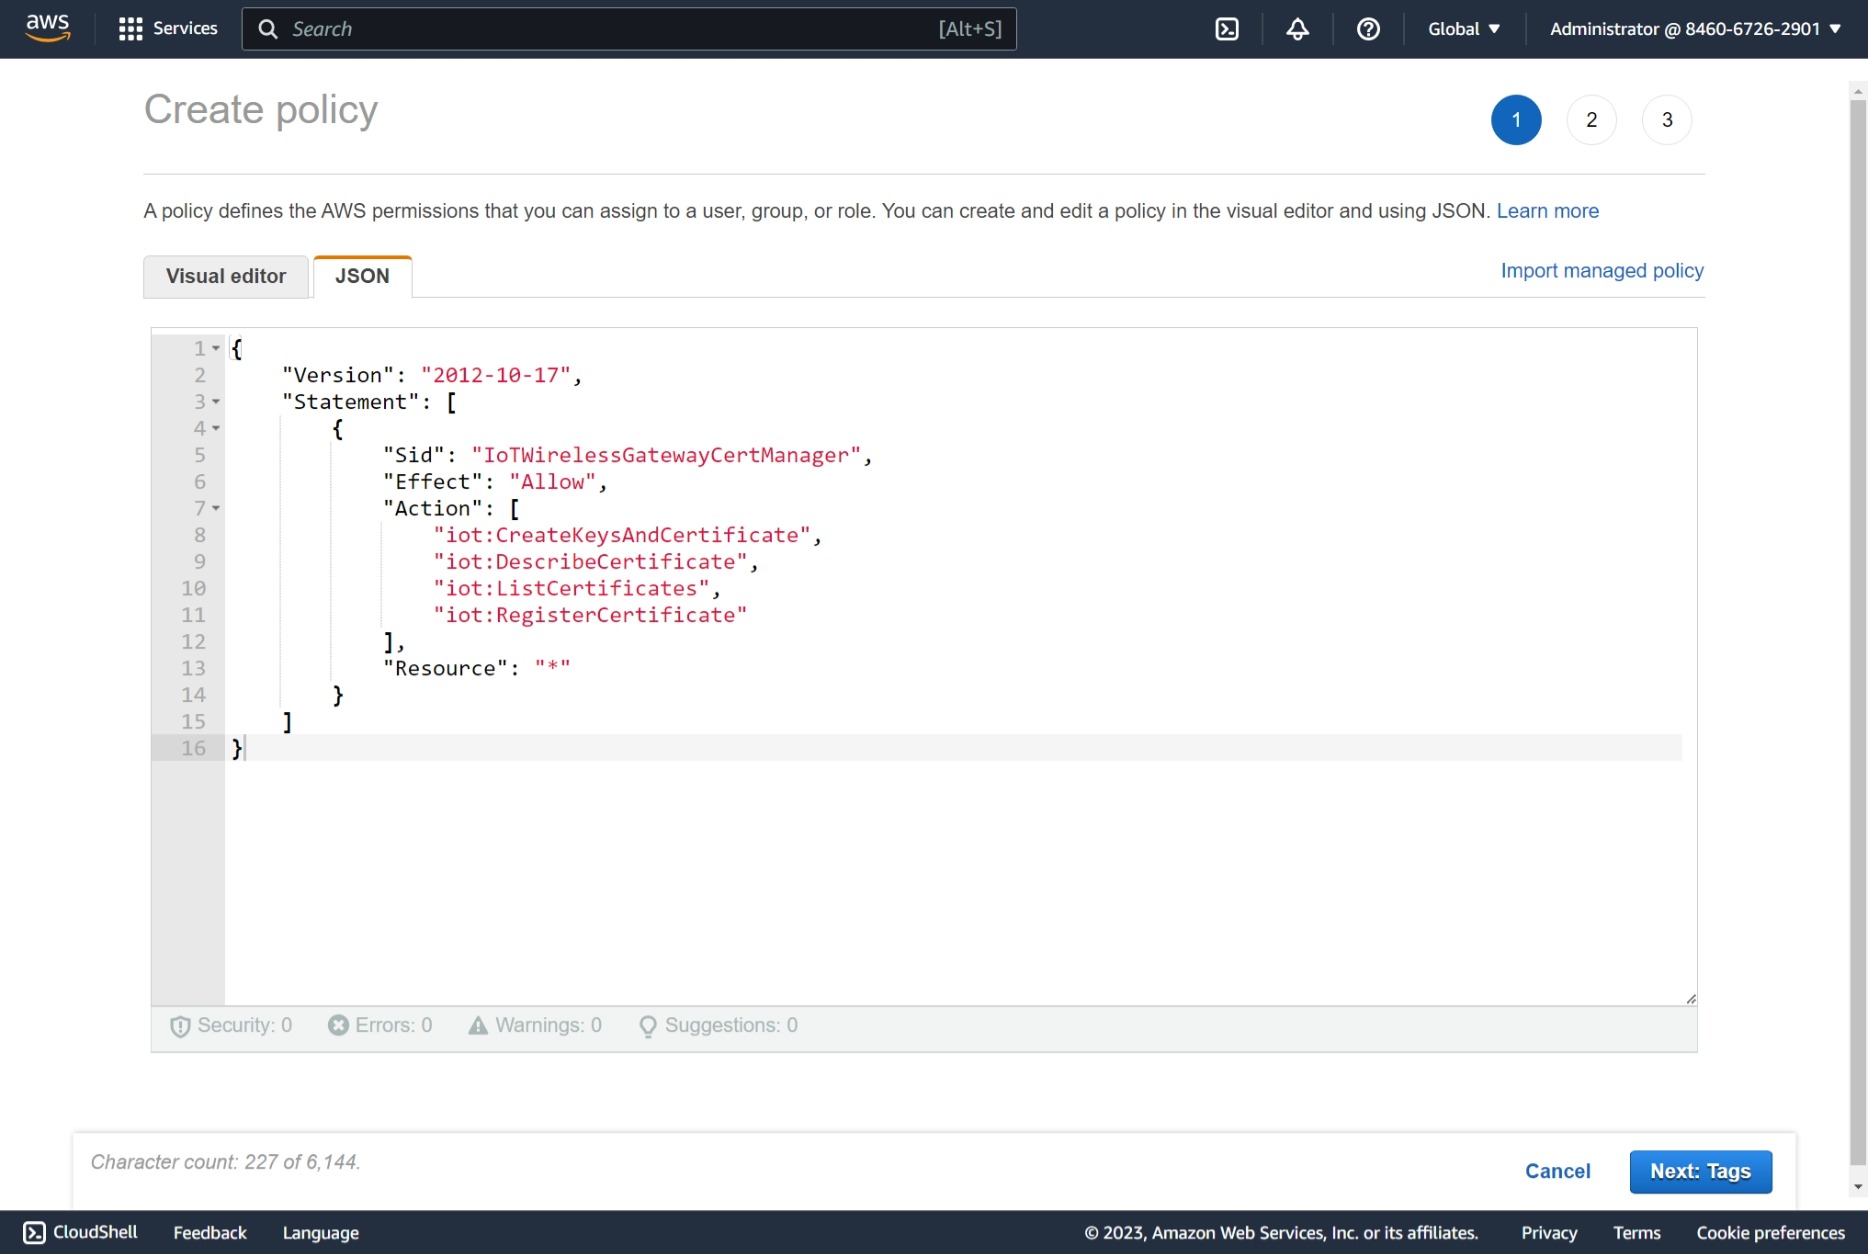 aws Services Search [Alt+S] Global Administrator @ 8460-6726-2901
Create policy
1 2 3
A policy defines the AWS permissions that you can assign to a user, group, or role. You can create and edit a policy in the visual editor and using JSON. Learn more
Visual editor JSON Import managed policy
1 {
2 "Version": "2012-10-17",
3 "Statement": [
4 {
5 "Sid": "IoTWirelessGatewayCertManager",
6 "Effect": "Allow",
7 "Action": [
8 "iot:CreateKeysAndCertificate",
9 "iot:DescribeCertificate",
10 "iot:ListCertificates",
11 "iot:RegisterCertificate"
12 ],
13 "Resource": "*"
14 }
15 ]
16 }
Security: 0 Errors: 0 Warnings: 0 Suggestions: 0
Character count: 227 of 6,144.
Cancel Next: Tags
CloudShell Feedback Language © 2023, Amazon Web Services, Inc. or its affiliates. Privacy Terms Cookie preferences